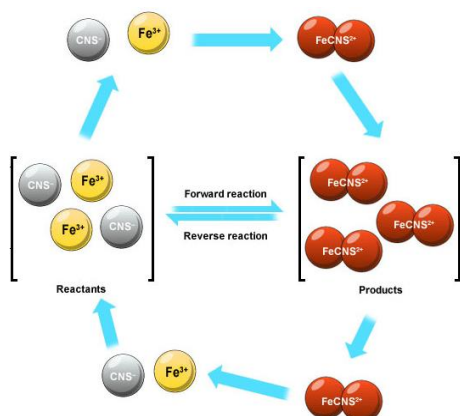 CNS⁻
Fe³⁺
FeCNS²⁺
CNS⁻
Fe³⁺
Fe³⁺
CNS⁻
Forward reaction
Reverse reaction
FeCNS²⁺
FeCNS²⁺
FeCNS²⁺
Reactants
Products
CNS⁻
Fe³⁺
FeCNS²⁺